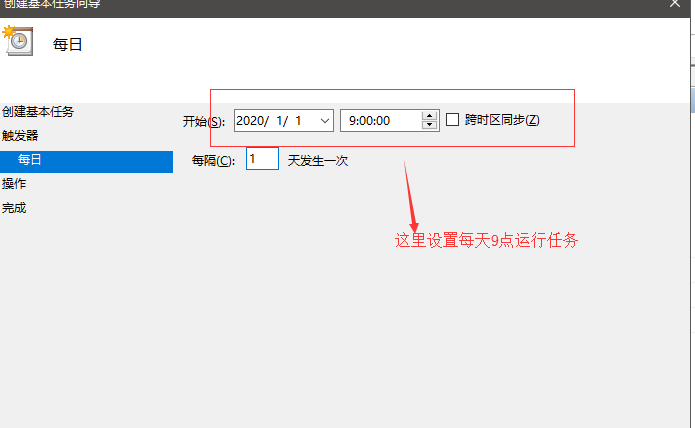 创建基本任务向导
每日
创建基本任务
触发器
每日
操作
完成
开始(S): 2020/ 1/ 1 9:00:00 跨时区同步(Z)
每隔(C): 1 天发生一次
这里设置每天9点运行任务